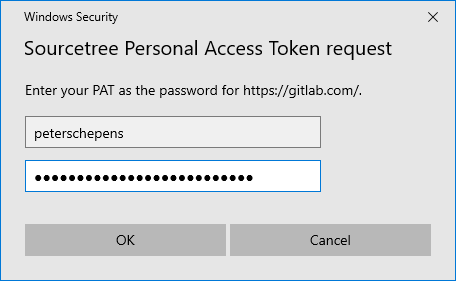 Windows Security
Sourcetree Personal Access Token request
Enter your PAT as the password for https://gitlab.com/.
peterschepens
●●●●●●●●●●●●●●●●●●●●●●●●●●
OK Cancel